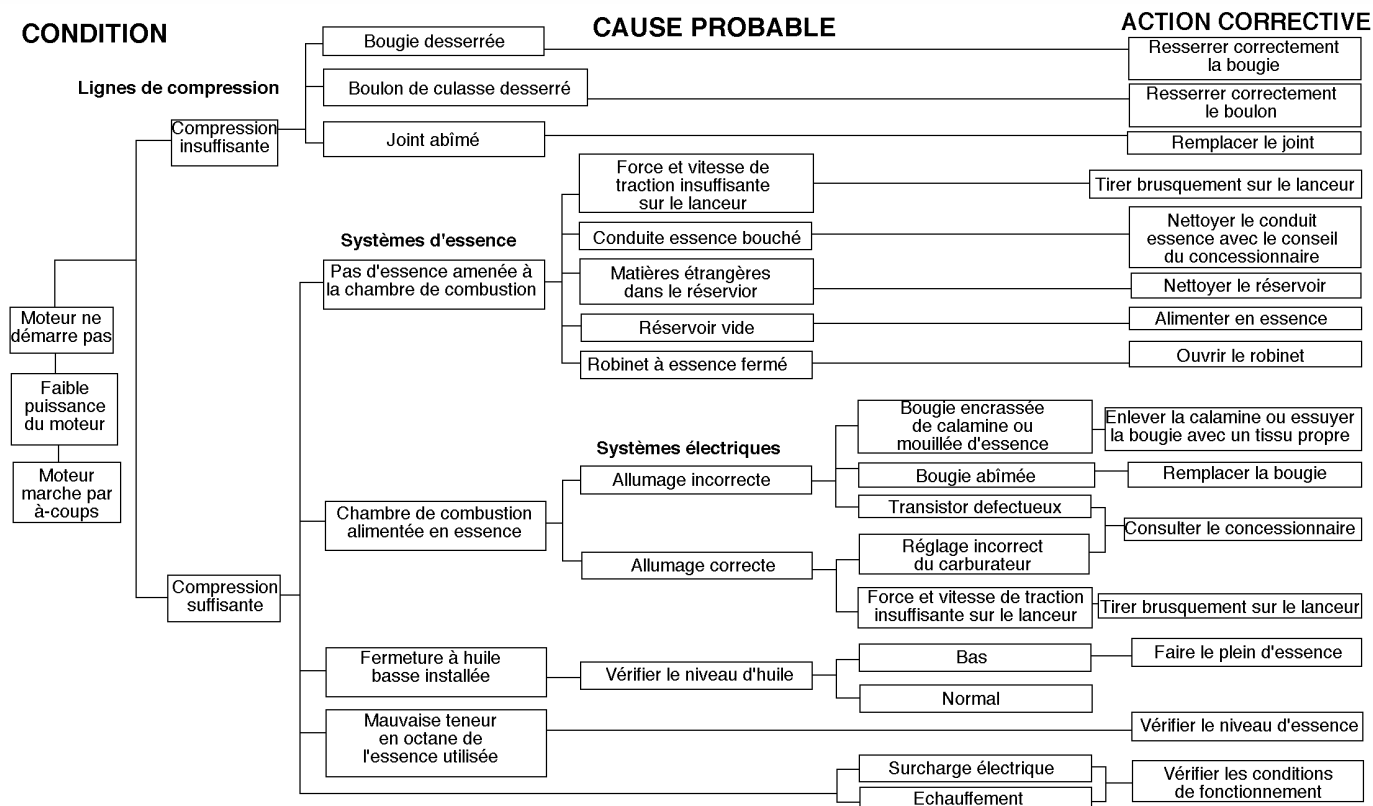 CONDITION
CAUSE PROBABLE
ACTION CORRECTIVE
Lignes de compression
Compression
insuffisante
Bougie desserrée
Resserrer correctement
la bougie
Boulon de culasse desserré
Resserrer correctement
le boulon
Joint abîmé
Remplacer le joint
Systèmes d'essence
Pas d'essence amenée à
la chambre de combustion
Force et vitesse de
traction insuffisante
sur le lanceur
Tirer brusquement sur le lanceur
Conduite essence bouché
Nettoyer le conduit
essence avec le conseil
du concessionnaire
Matières étrangères
dans le réservior
Nettoyer le réservoir
Réservoir vide
Alimenter en essence
Robinet à essence fermé
Ouvrir le robinet
Moteur ne
démarre pas
Faible
puissance
du moteur
Moteur
marche par
à-coups
Systèmes électriques
Chambre de combustion
alimentée en essence
Allumage incorrecte
Bougie encrassée
de calamine ou
mouillée d'essence
Enlever la calamine ou essuyer
la bougie avec un tissu propre
Bougie abîmée
Remplacer la bougie
Transistor defectueux
Consulter le concessionnaire
Allumage correcte
Réglage incorrect
du carburateur
Force et vitesse de traction
insuffisante sur le lanceur
Tirer brusquement sur le lanceur
Compression
suffisante
Fermeture à huile
basse installée
Vérifier le niveau d'huile
Bas
Faire le plein d'essence
Normal
Mauvaise teneur
en octane de
l'essence utilisée
Vérifier le niveau d'essence
Surcharge électrique
Echauffement
Vérifier les conditions
de fonctionnement